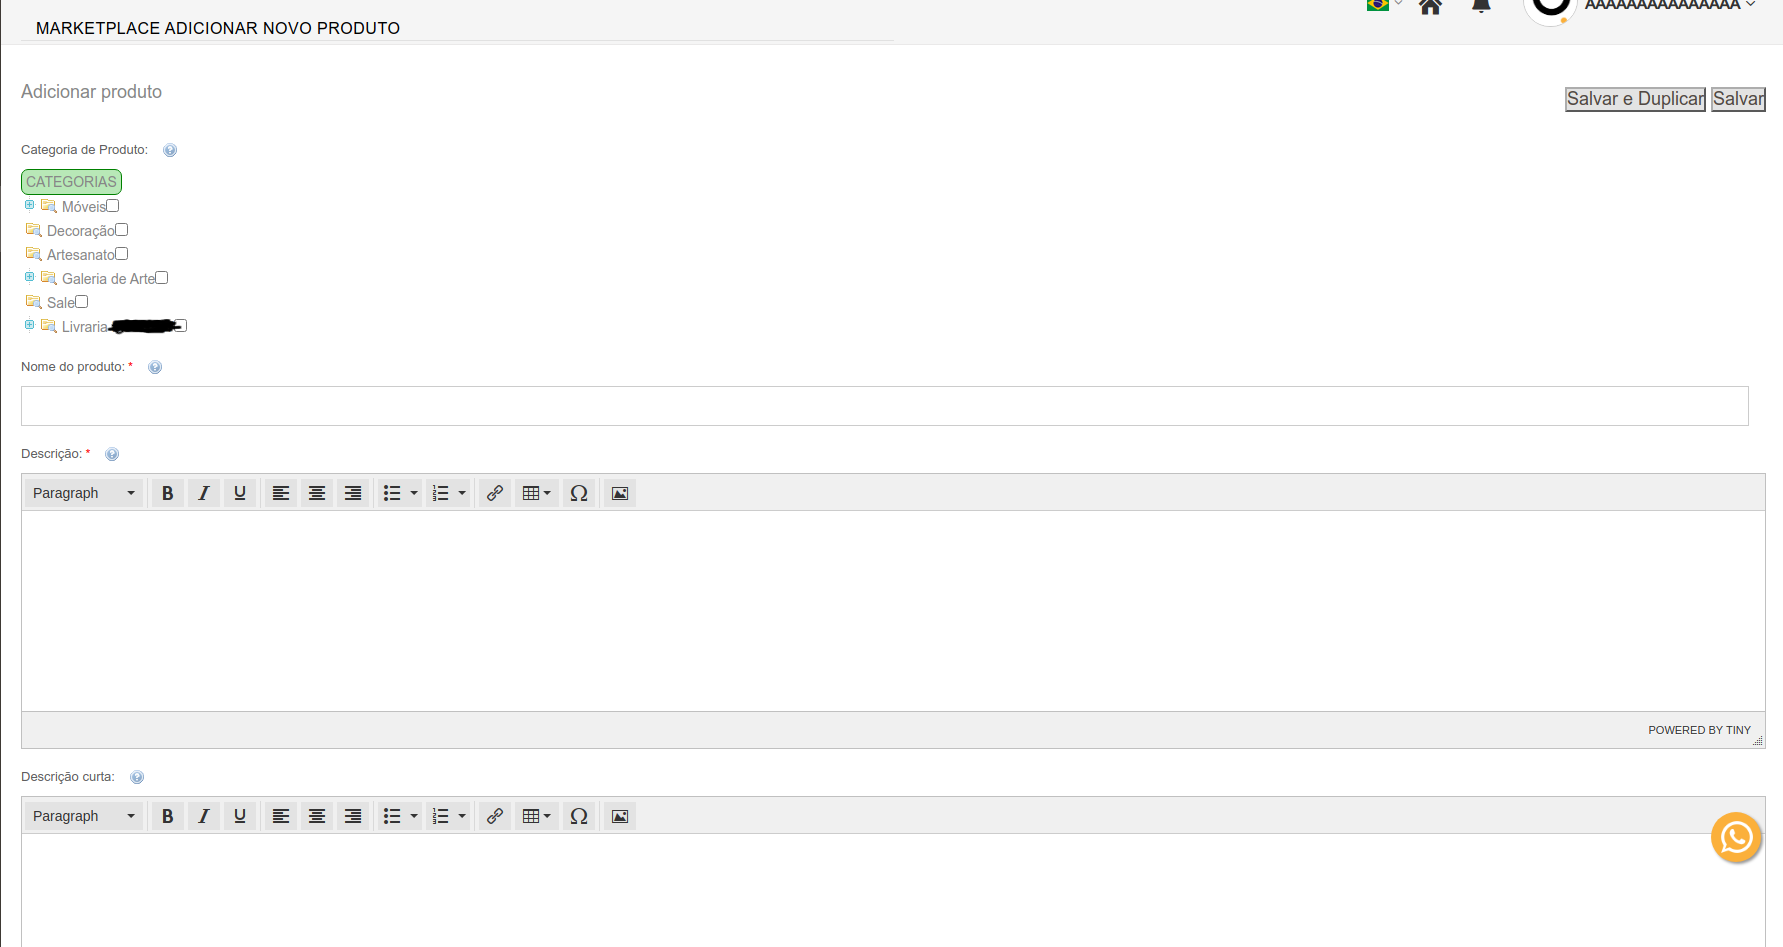 AAAAAAAAAAAAAAA
MARKETPLACE ADICIONAR NOVO PRODUTO
Adicionar produto
Salvar e Duplicar Salvar
Categoria de Produto:
CATEGORIAS
Móveis
Decoração
Artesanato
Galeria de Arte
Sale
Livraria
Nome do produto: *
Descrição: *
Paragraph B I U
POWERED BY TINY
Descrição curta:
Paragraph B I U